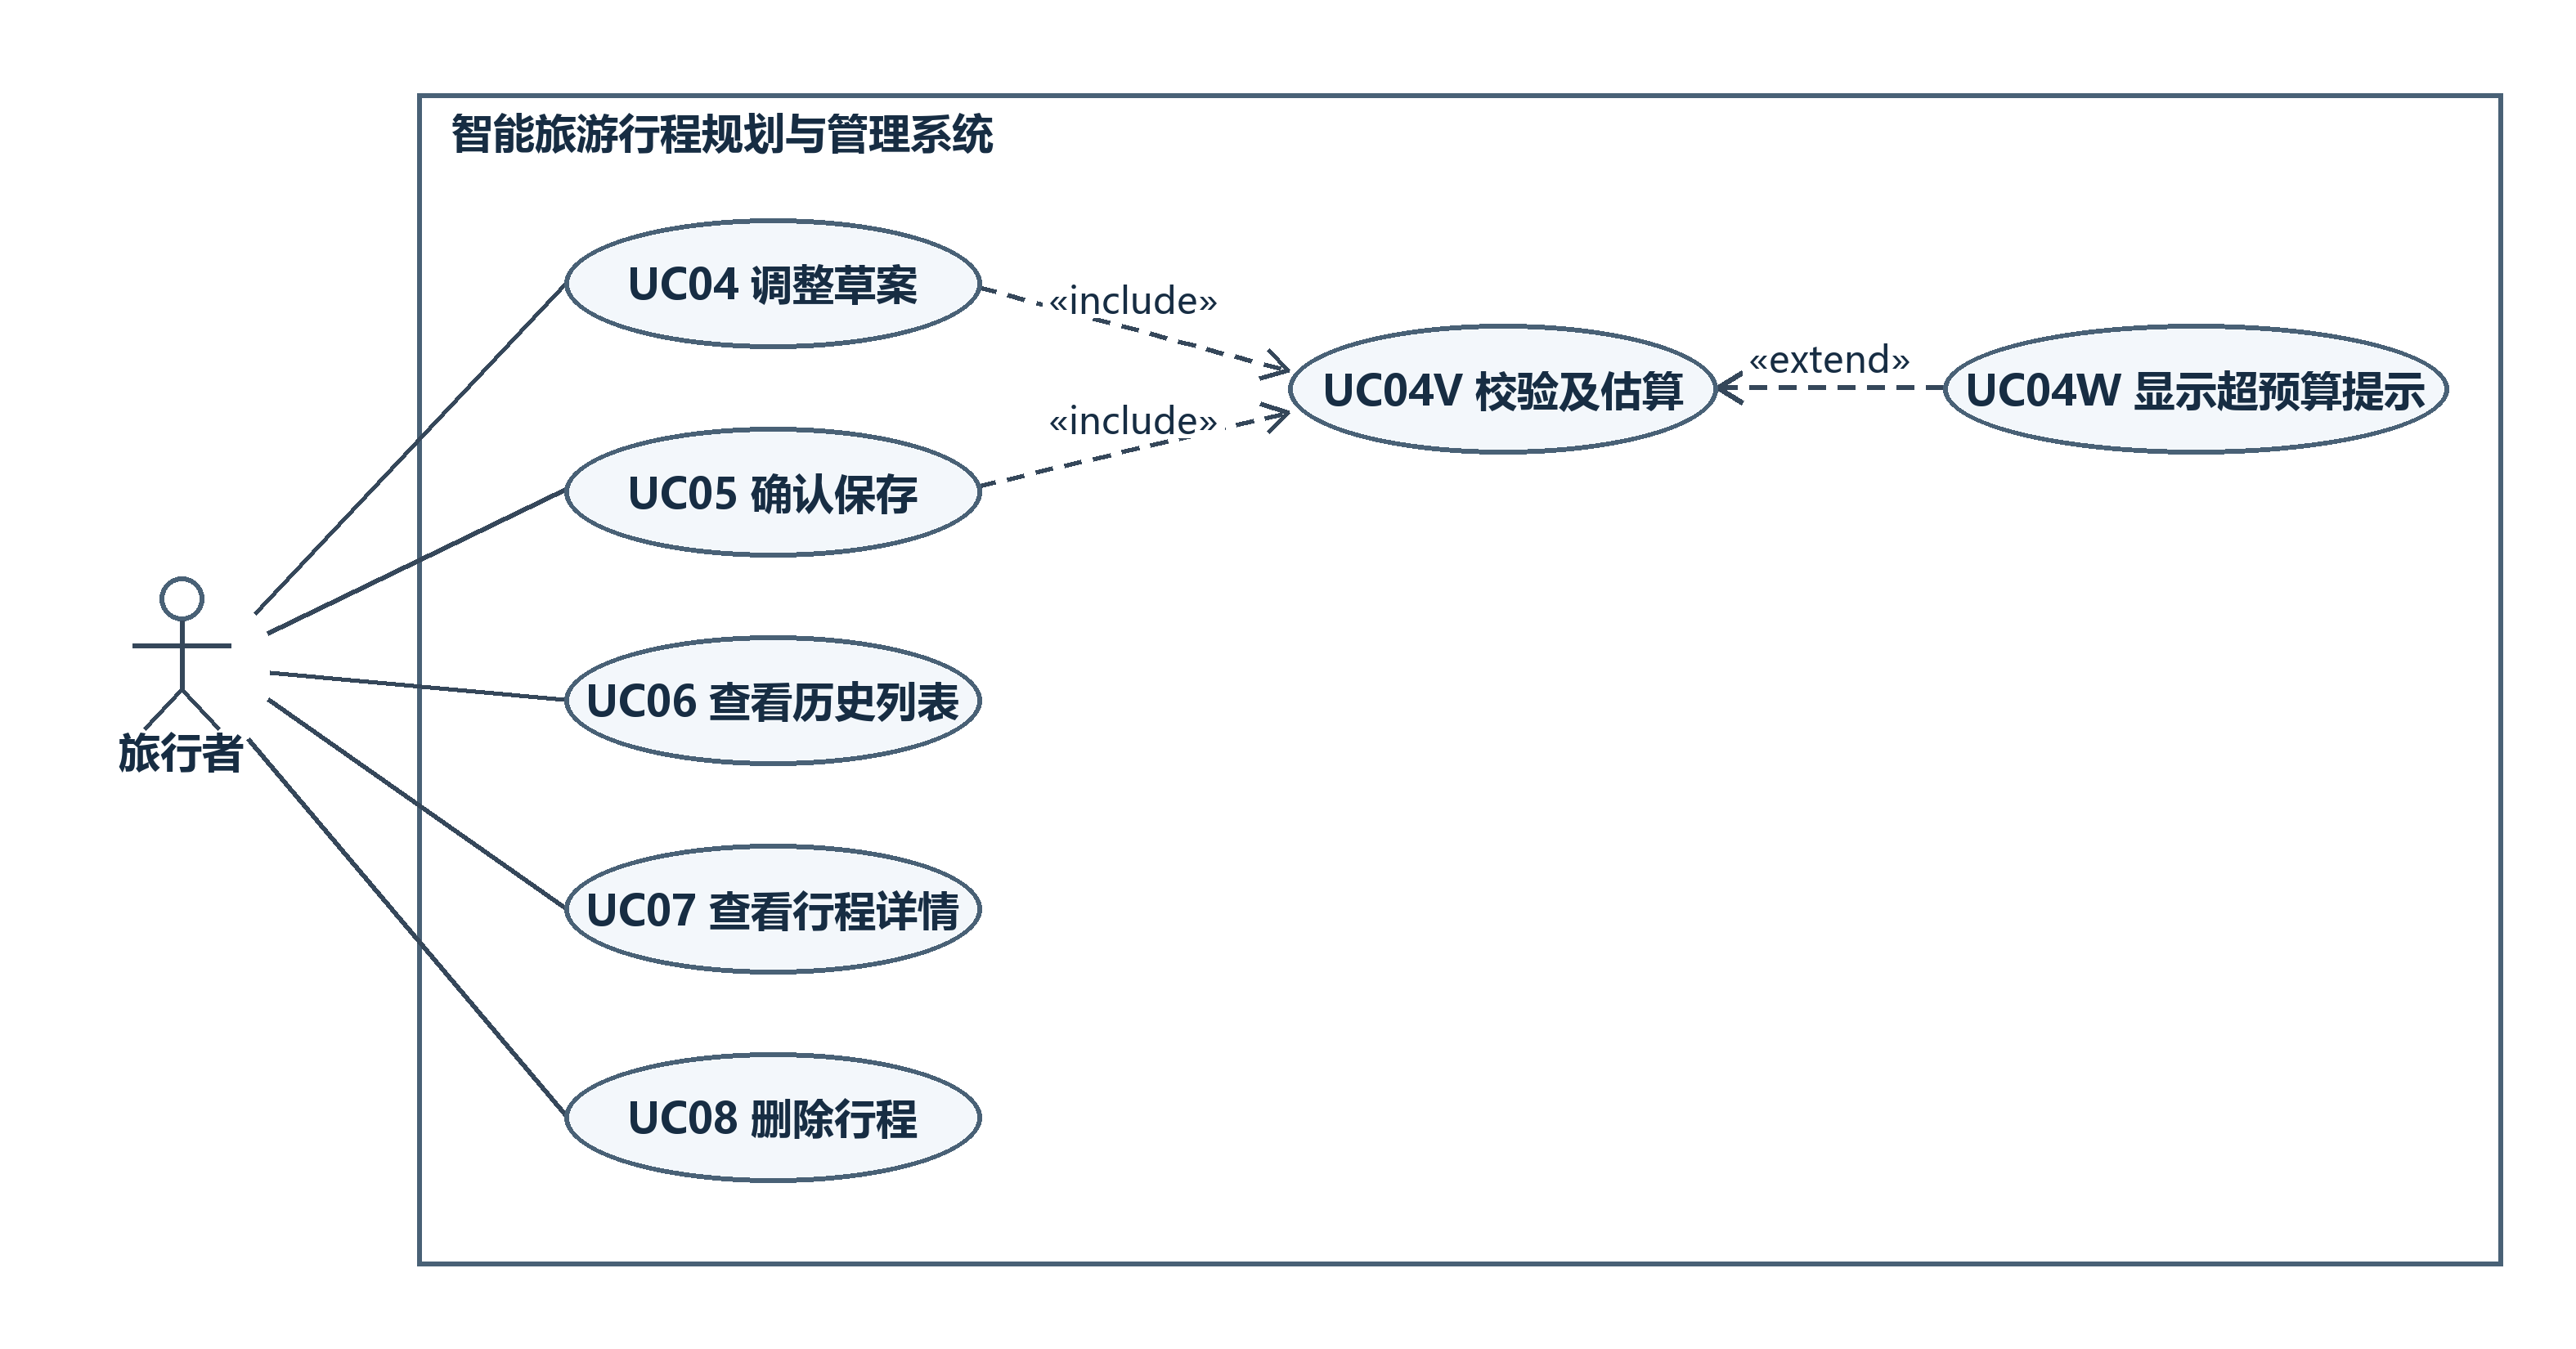 智能旅游行程规划与管理系统
UC04 调整草案
«include»
UC04V 校验及估算
«extend»
UC04W 显示超预算提示
«include»
UC05 确认保存
UC06 查看历史列表
旅行者
UC07 查看行程详情
UC08 删除行程